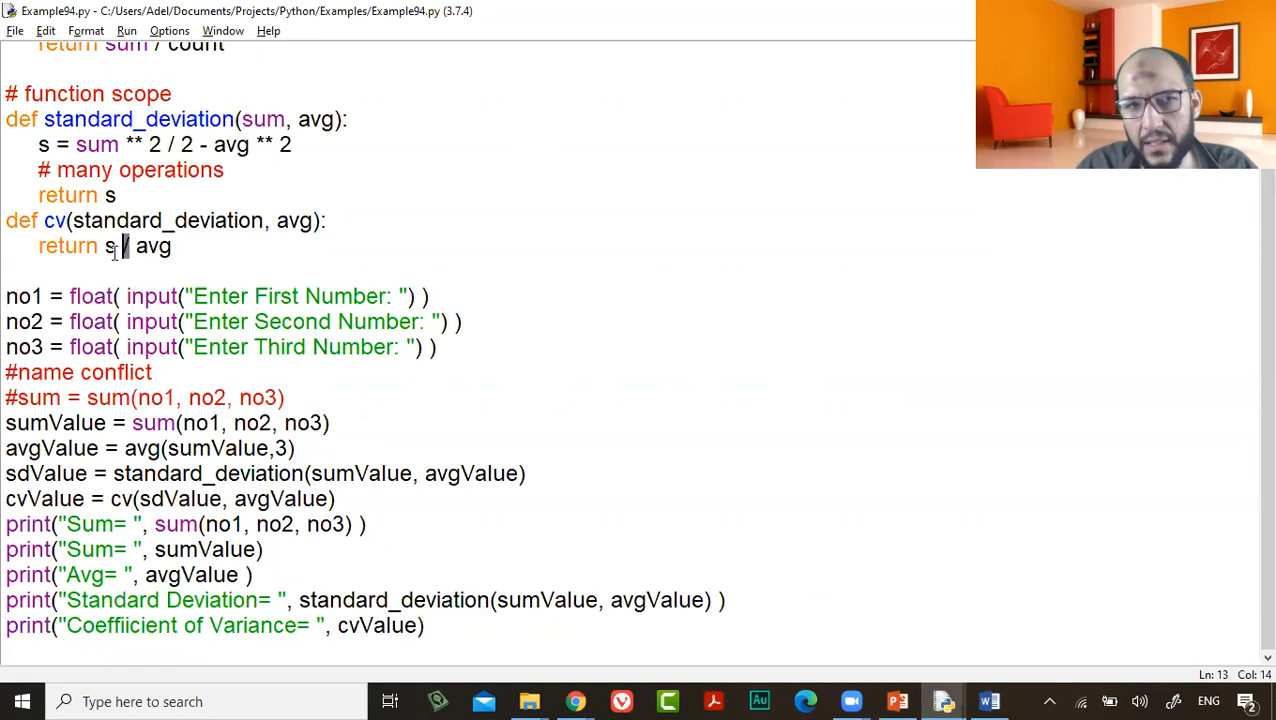 Example94.py - C:/Users/Adel/Documents/Projects/Python/Examples/Example94.py (3.7.4)
File Edit Format Run Options Window Help
return sum / count
# function scope
def standard_deviation(sum, avg):
s = sum ** 2 / 2 - avg ** 2
# many operations
return s
def cv(standard_deviation, avg):
return s / avg
no1 = float( input("Enter First Number: ") )
no2 = float( input("Enter Second Number: ") )
no3 = float( input("Enter Third Number: ") )
#name conflict
#sum = sum(no1, no2, no3)
sumValue = sum(no1, no2, no3)
avgValue = avg(sumValue,3)
sdValue = standard_deviation(sumValue, avgValue)
cvValue = cv(sdValue, avgValue)
print("Sum= ", sum(no1, no2, no3) )
print("Sum= ", sumValue)
print("Avg= ", avgValue )
print("Standard Deviation= ", standard_deviation(sumValue, avgValue) )
print("Coeffiicient of Variance= ", cvValue)
Ln: 13 Col: 14
Type here to search
Au
ENG
2